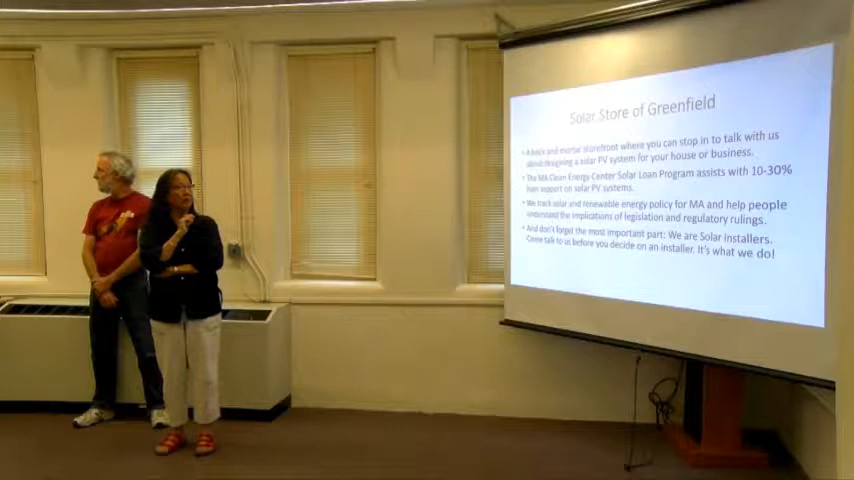 Solar Store of Greenfield
• A brick and mortar storefront where you can stop in to talk with us
about designing a solar PV system for your house or business.
• The MA Clean Energy Center Solar Loan Program assists with 10-30%
loan support on solar PV systems.
• We track solar and renewable energy policy for MA and help people
understand the implications of legislation and regulatory rulings.
• And don't forget the most important part: We are Solar Installers.
Come talk to us before you decide on an installer. It's what we do!